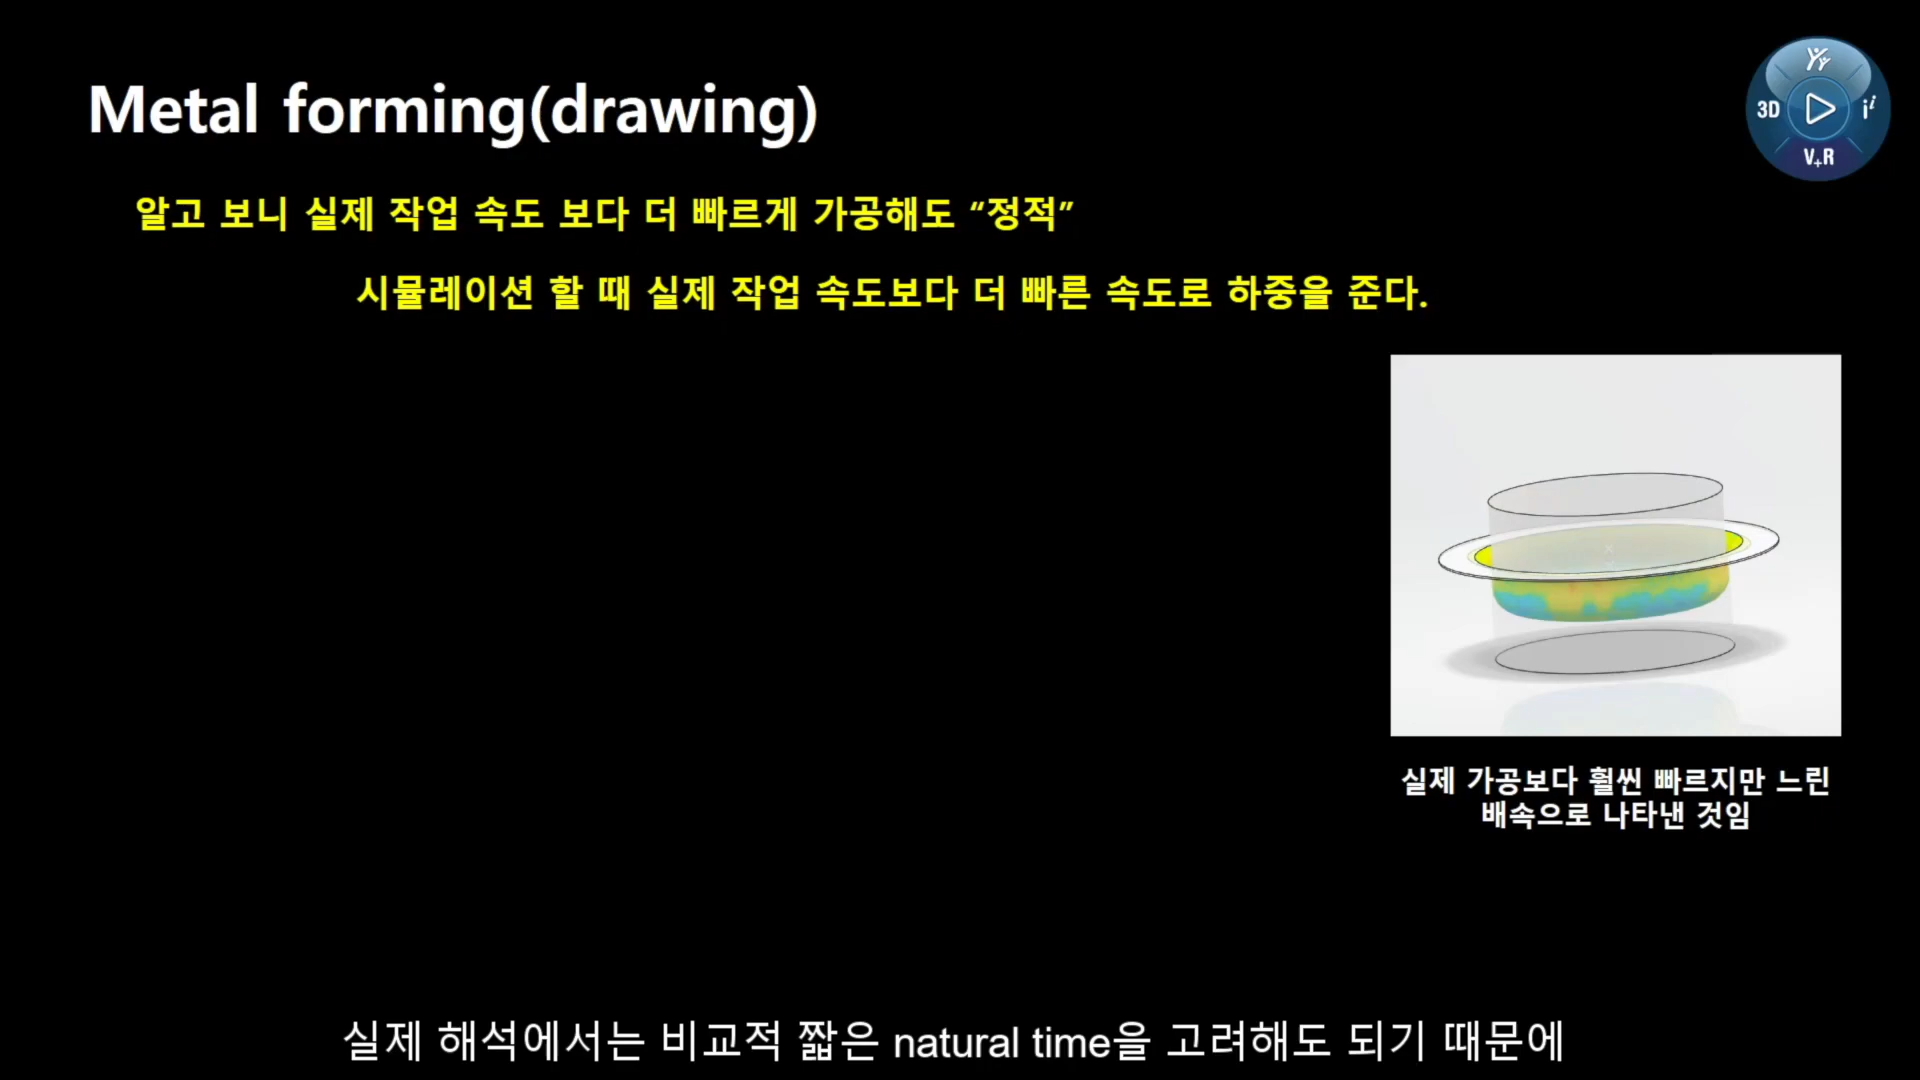 Metal forming(drawing)
3D
V+R
알고 보니 실제 작업 속도 보다 더 빠르게 가공해도 “정적”
시뮬레이션 할 때 실제 작업 속도보다 더 빠른 속도로 하중을 준다.
실제 가공보다 훨씬 빠르지만 느린
배속으로 나타낸 것임
실제 해석에서는 비교적 짧은 natural time을 고려해도 되기 때문에